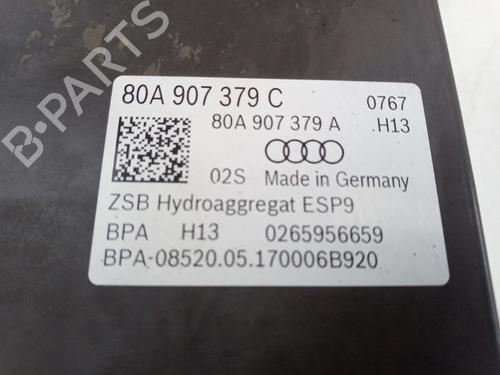 80A 907 379 C 0767
80A 907 379 A .H13
02S Made in Germany
ZSB Hydroaggregat ESP9
BPA H13 0265956659
BPA-08520.05.170006B920
B-PARTS